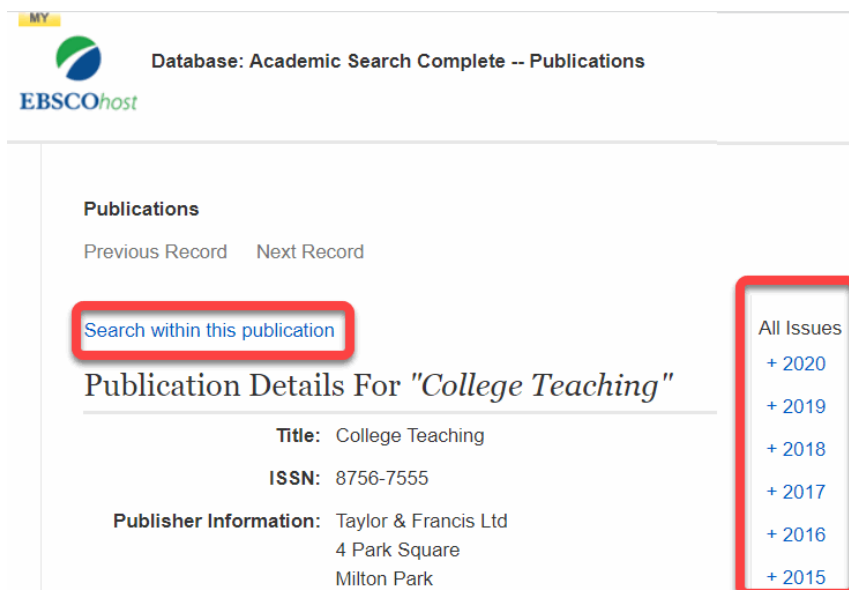 MY
Database: Academic Search Complete -- Publications
EBSCOhost
Publications
Previous Record Next Record
Search within this publication
Publication Details For "College Teaching"
Title: College Teaching
ISSN: 8756-7555
Publisher Information: Taylor & Francis Ltd
4 Park Square
Milton Park
All Issues
+ 2020
+ 2019
+ 2018
+ 2017
+ 2016
+ 2015